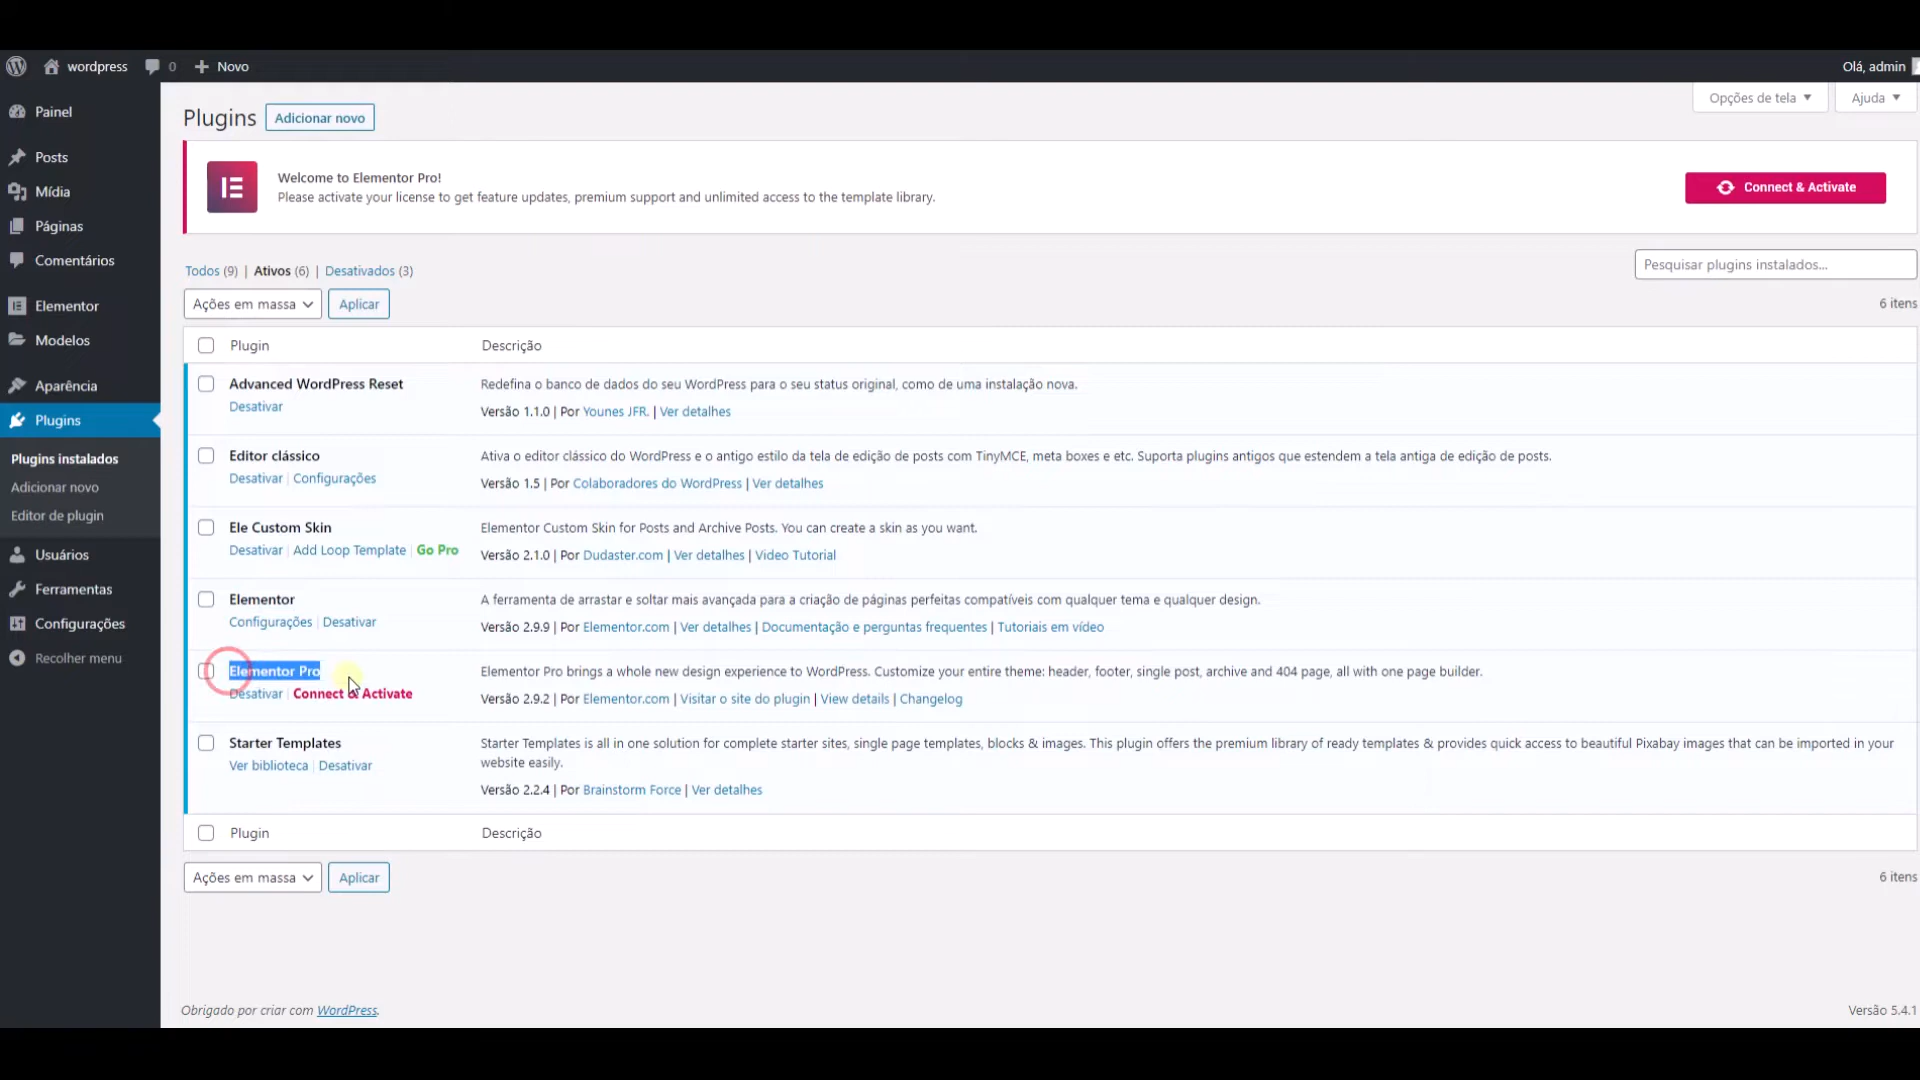 wordpress 0 Novo Olá, admin
Opções de tela Ajuda
Painel
Posts
Mídia
Páginas
Comentários
Elementor
Modelos
Aparência
Plugins
Plugins instalados
Adicionar novo
Editor de plugin
Usuários
Ferramentas
Configurações
Recolher menu
Plugins Adicionar novo
Welcome to Elementor Pro!
Please activate your license to get feature updates, premium support and unlimited access to the template library.
Connect & Activate
Todos (9) | Ativos (6) | Desativados (3)
Pesquisar plugins instalados...
Ações em massa Aplicar 6 itens
Plugin Descrição
Advanced WordPress Reset Redefina o banco de dados do seu WordPress para o seu status original, como de uma instalação nova.
Desativar
Versão 1.1.0 | Por Younes JFR. | Ver detalhes
Editor clássico Ativa o editor clássico do WordPress e o antigo estilo da tela de edição de posts com TinyMCE, meta boxes e etc. Suporta plugins antigos que estendem a tela antiga de edição de posts.
Desativar | Configurações
Versão 1.5 | Por Colaboradores do WordPress | Ver detalhes
Ele Custom Skin Elementor Custom Skin for Posts and Archive Posts. You can create a skin as you want.
Desativar | Add Loop Template | Go Pro
Versão 2.1.0 | Por Dudaster.com | Ver detalhes | Video Tutorial
Elementor A ferramenta de arrastar e soltar mais avançada para a criação de páginas perfeitas compatíveis com qualquer tema e qualquer design.
Configurações | Desativar
Versão 2.9.9 | Por Elementor.com | Ver detalhes | Documentação e perguntas frequentes | Tutoriais em vídeo
Elementor Pro Elementor Pro brings a whole new design experience to WordPress. Customize your entire theme: header, footer, single post, archive and 404 page, all with one page builder.
Desativar | Connect & Activate
Versão 2.9.2 | Por Elementor.com | Visitar o site do plugin | View details | Changelog
Starter Templates Starter Templates is all in one solution for complete starter sites, single page templates, blocks & images. This plugin offers the premium library of ready templates & provides quick access to beautiful Pixabay images that can be imported in your
website easily.
Ver biblioteca | Desativar
Versão 2.2.4 | Por Brainstorm Force | Ver detalhes
Plugin Descrição
Ações em massa Aplicar 6 itens
Obrigado por criar com WordPress. Versão 5.4.1